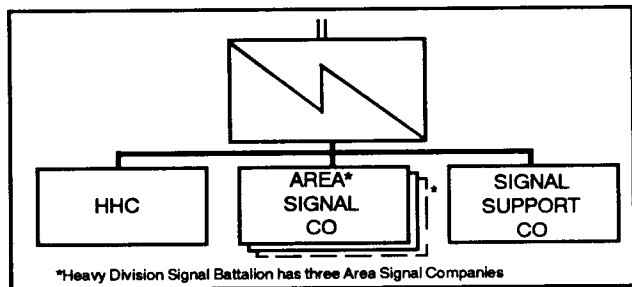 HHC
AREA*
SIGNAL
CO
*
SIGNAL
SUPPORT
CO
*Heavy Division Signal Battalion has three Area Signal Companies